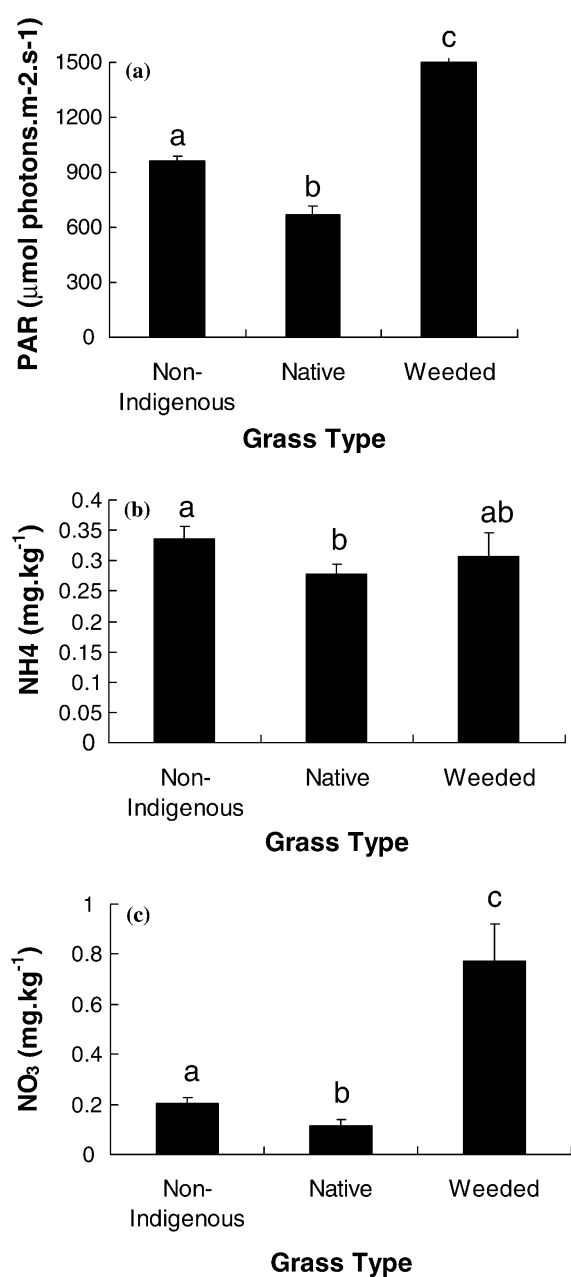 (a)
PAR (μmol photons.m-2.s-1)
1500
1200
900
600
300
0
a
b
c
Non-
Indigenous
Native
Weeded
Grass Type
(b)
NH4 (mg.kg-1)
0.4
0.35
0.3
0.25
0.2
0.15
0.1
0.05
0
a
b
ab
Non-
Indigenous
Native
Weeded
Grass Type
(c)
NO₃ (mg.kg-1)
1
0.8
0.6
0.4
0.2
0
a
b
c
Non-
Indigenous
Native
Weeded
Grass Type